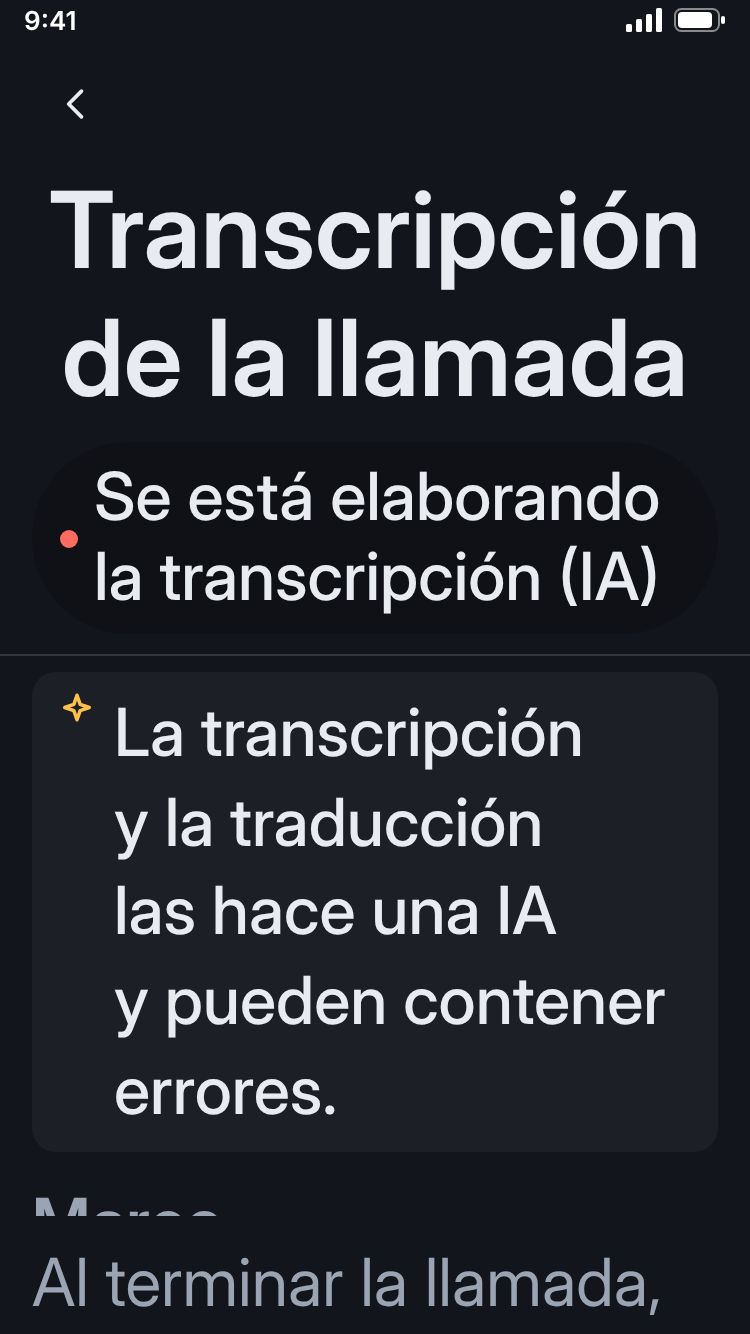 9:41
Transcripción
de la llamada
Se está elaborando
la transcripción (IA)
La transcripción
y la traducción
las hace una IA
y pueden contener
errores.
Al terminar la llamada,